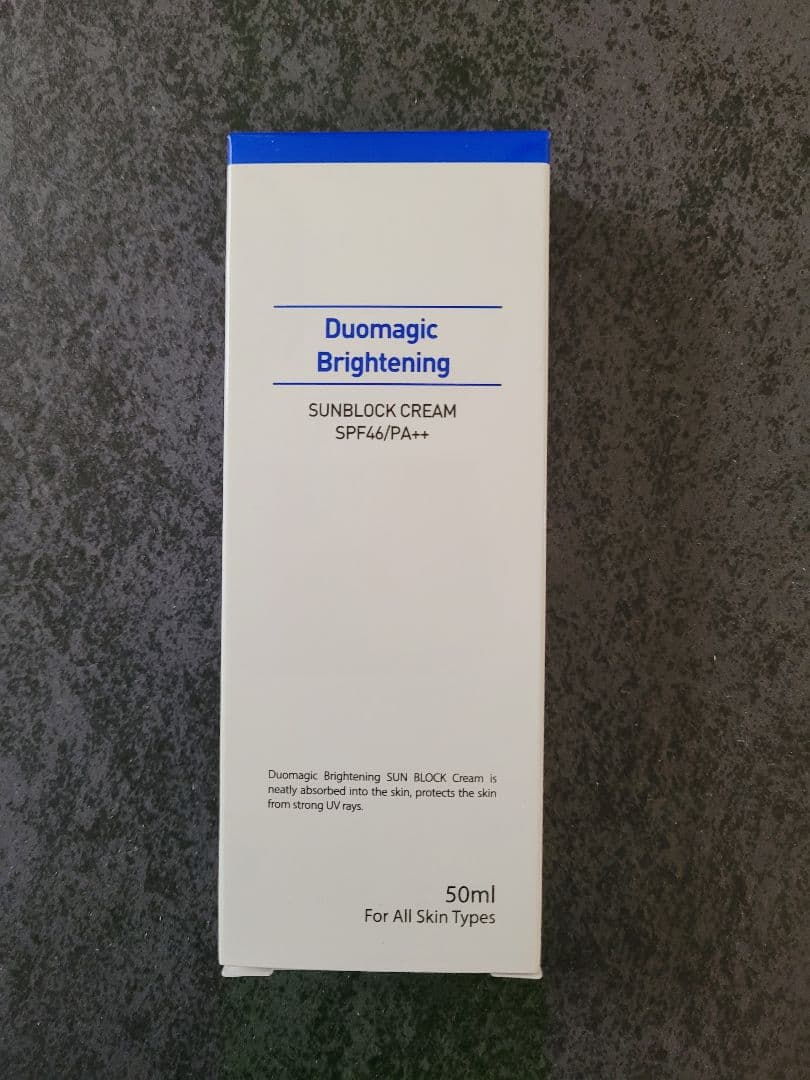 Duomagic
Brightening
SUNBLOCK CREAM
SPF46/PA++
Duomagic Brightening SUN BLOCK Cream is
neatly absorbed into the skin, protects the skin
from strong UV rays.
50ml
For All Skin Types